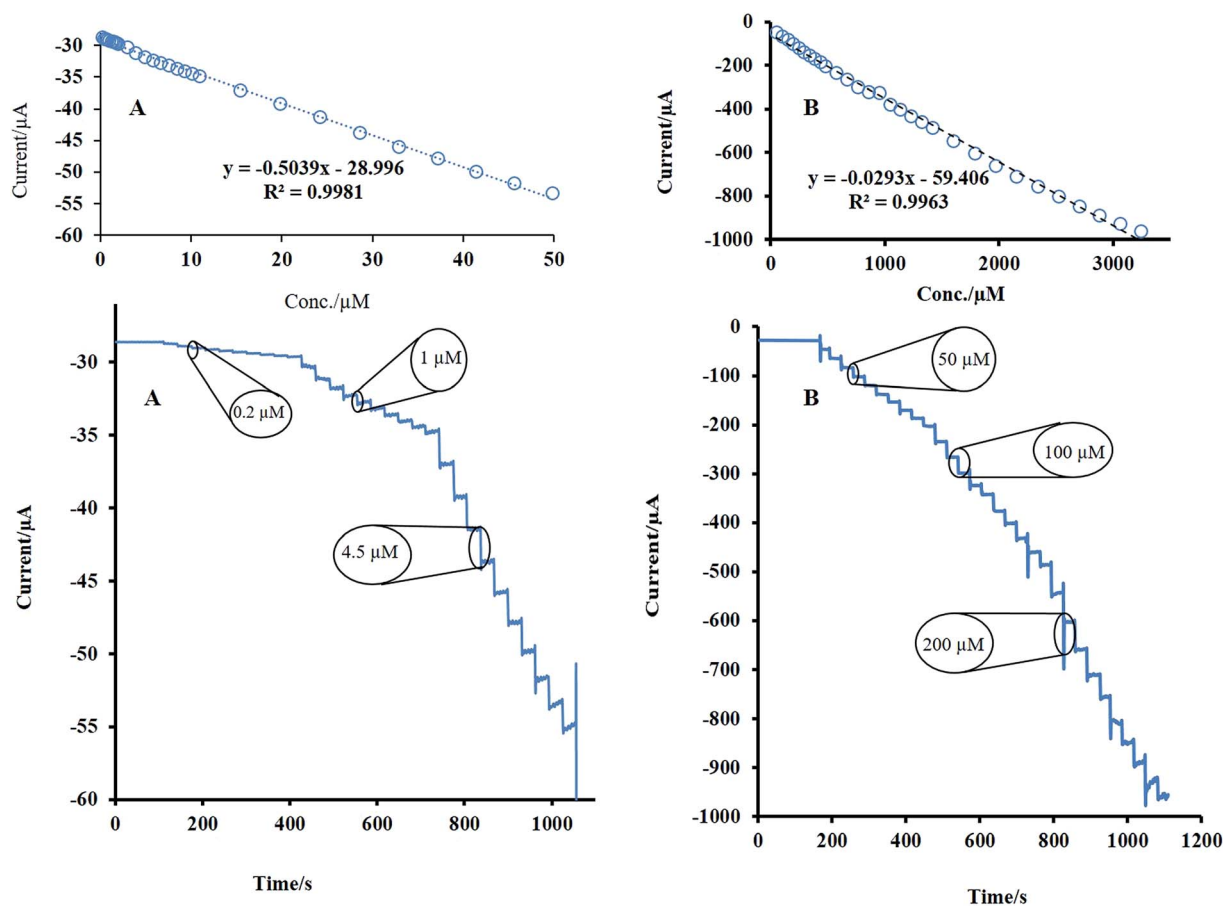 -30
-35
-40
-45
-50
-55
-60
Current/µA
A
y = -0.5039x - 28.996
R² = 0.9981
0 10 20 30 40 50
Conc./µM
0
-200
-400
-600
-800
-1000
Current/µA
B
y = -0.0293x - 59.406
R² = 0.9963
0 1000 2000 3000
Conc./µM
-30
-35
-40
-45
-50
-55
-60
Current/µA
A
0.2 µM
1 µM
4.5 µM
0 200 400 600 800 1000
Time/s
0
-100
-200
-300
-400
-500
-600
-700
-800
-900
-1000
Current/µA
B
50 µM
100 µM
200 µM
0 200 400 600 800 1000 1200
Time/s